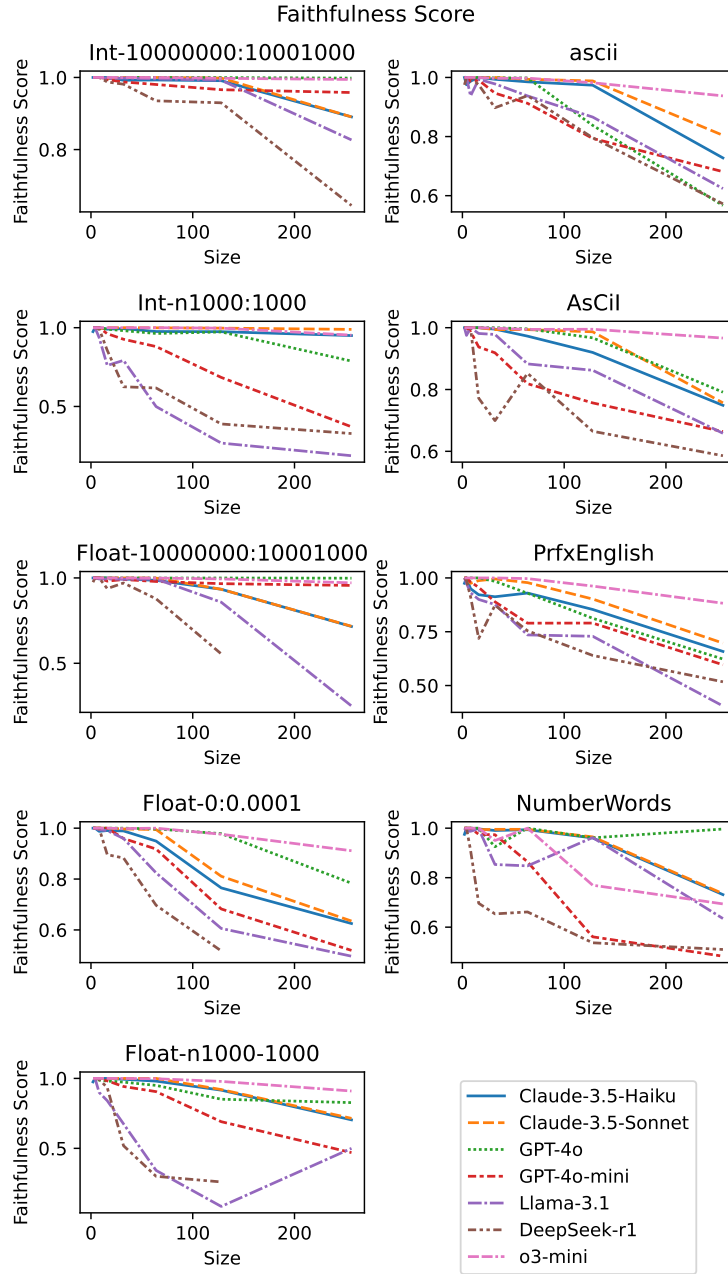 Faithfulness Score
Int-10000000:10001000
Faithfulness Score
1.0
0.8
0
100
200
Size
ascii
Faithfulness Score
1.0
0.8
0.6
0
100
200
Size
Int-n1000:1000
Faithfulness Score
1.0
0.5
0
100
200
Size
AsCiI
Faithfulness Score
1.0
0.8
0.6
0
100
200
Size
Float-10000000:10001000
Faithfulness Score
1.0
0.5
0
100
200
Size
PrfxEnglish
Faithfulness Score
1.00
0.75
0.50
0
100
200
Size
Float-0:0.0001
Faithfulness Score
1.0
0.8
0.6
0
100
200
Size
NumberWords
Faithfulness Score
1.0
0.8
0.6
0
100
200
Size
Float-n1000-1000
Faithfulness Score
1.0
0.5
0
100
200
Size
Claude-3.5-Haiku
Claude-3.5-Sonnet
GPT-4o
GPT-4o-mini
Llama-3.1
DeepSeek-r1
o3-mini